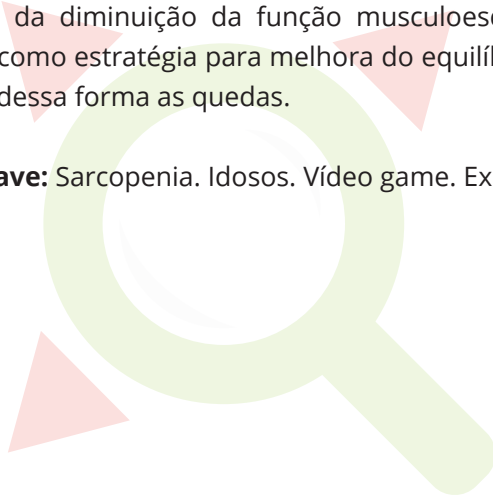 da diminuição da função musculoes
como estratégia para melhora do equilí
dessa forma as quedas.
ave: Sarcopenia. Idosos. Vídeo game. Ex